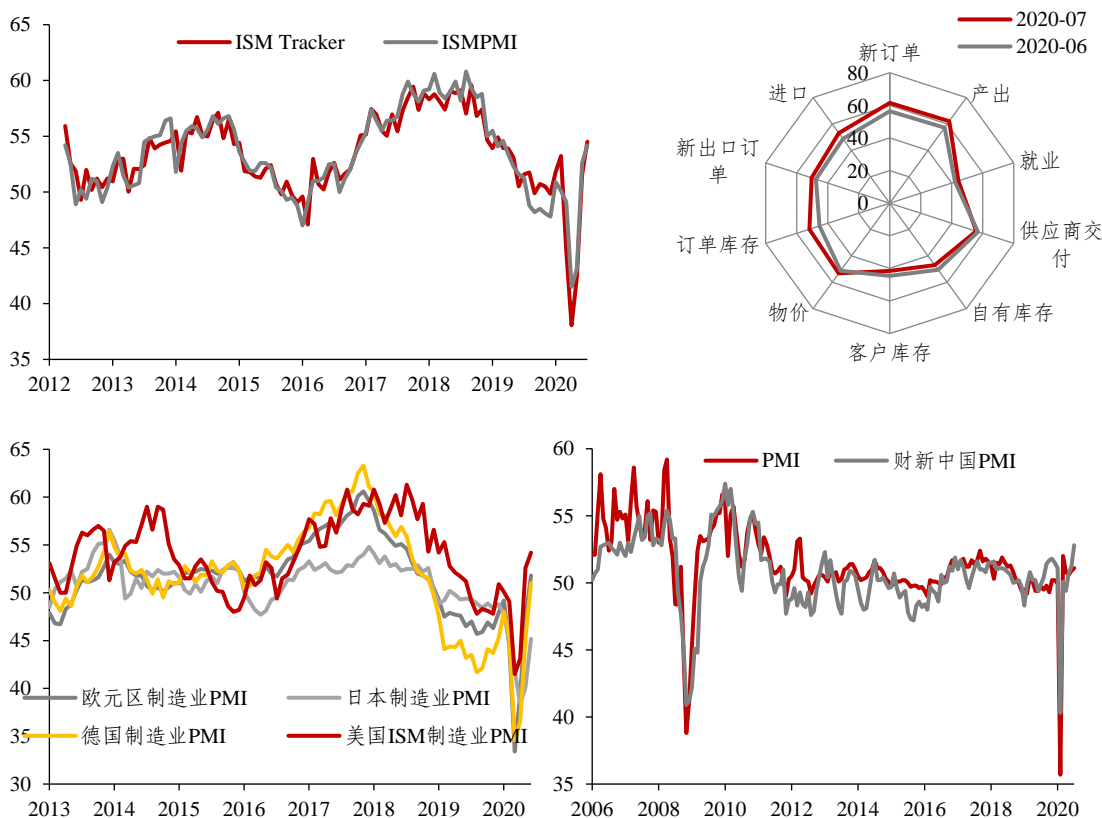 65
60
55
50
45
40
35
ISM Tracker
ISMPMI
2012
2013
2014
2015
2016
2017
2018
2019
2020
2020-07
2020-06
新订单
产出
就业
供应商交
付
自有库存
客户库存
物价
订单库存
新出口订
单
进口
80
60
40
20
0
65
60
55
50
45
40
35
30
欧元区制造业PMI
日本制造业PMI
德国制造业PMI
美国ISM制造业PMI
2013
2014
2015
2016
2017
2018
2019
2020
60
55
50
45
40
35
PMI
财新中国PMI
2006
2008
2010
2012
2014
2016
2018
2020